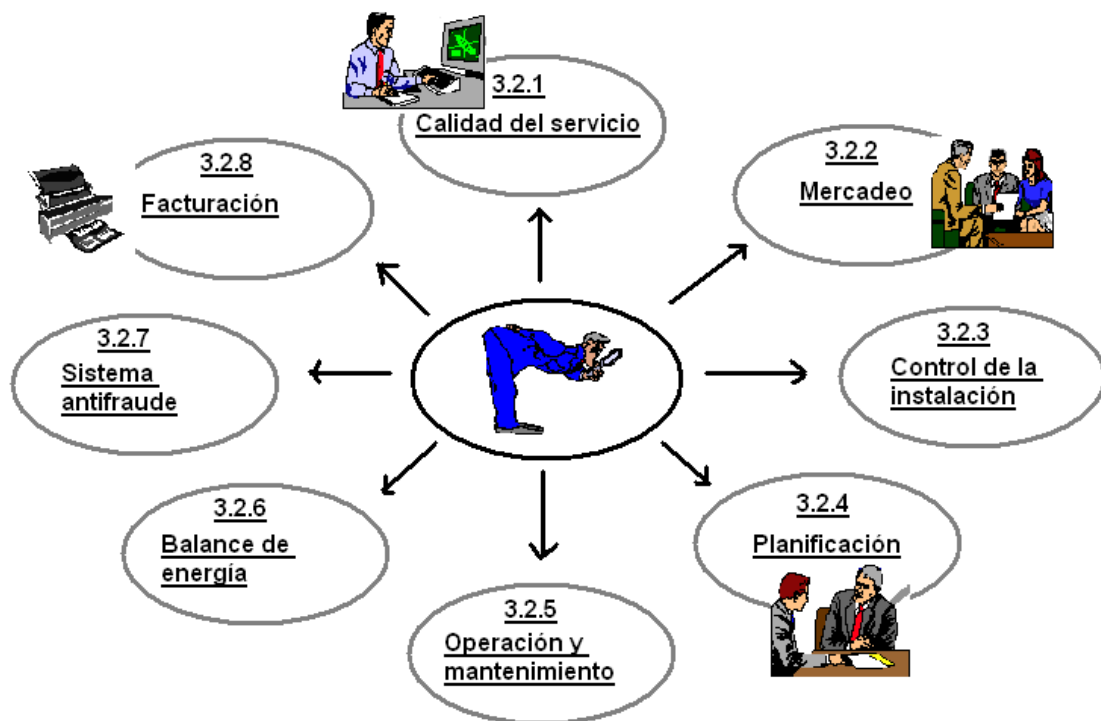 3.2.1
Calidad del servicio
3.2.2
Mercadeo
3.2.3
Control de la
instalación
3.2.4
Planificación
3.2.5
Operación y
mantenimiento
3.2.6
Balance de
energía
3.2.7
Sistema
antifraude
3.2.8
Facturación